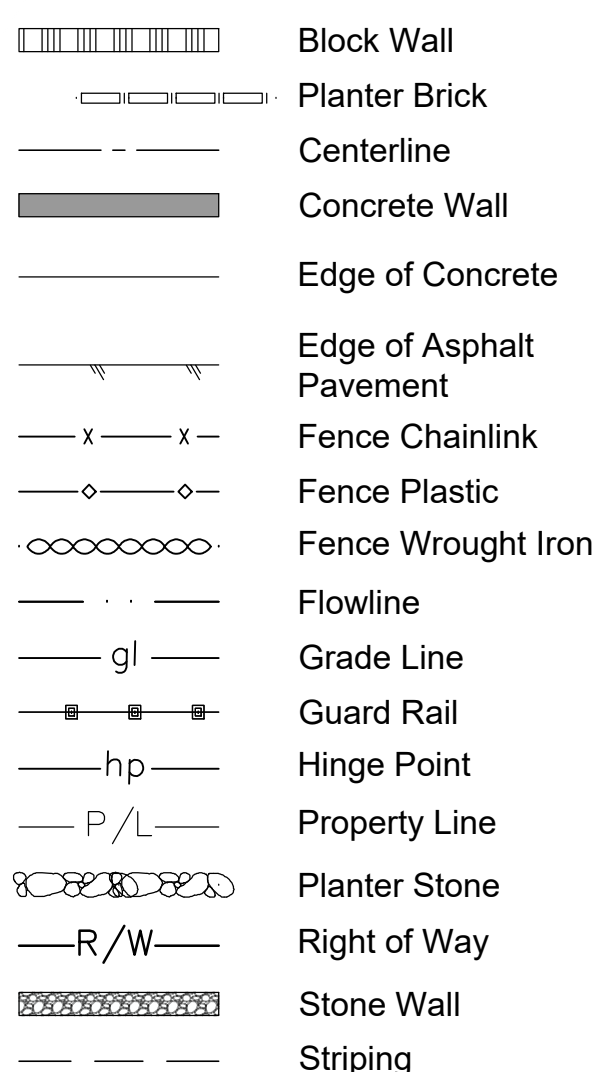 Block Wall
Planter Brick
Centerline
Concrete Wall
Edge of Concrete
Edge of Asphalt
Pavement
x x Fence Chainlink
Fence Plastic
Fence Wrought Iron
Flowline
gl Grade Line
Guard Rail
hp Hinge Point
P/L Property Line
Planter Stone
R/W Right of Way
Stone Wall
Striping